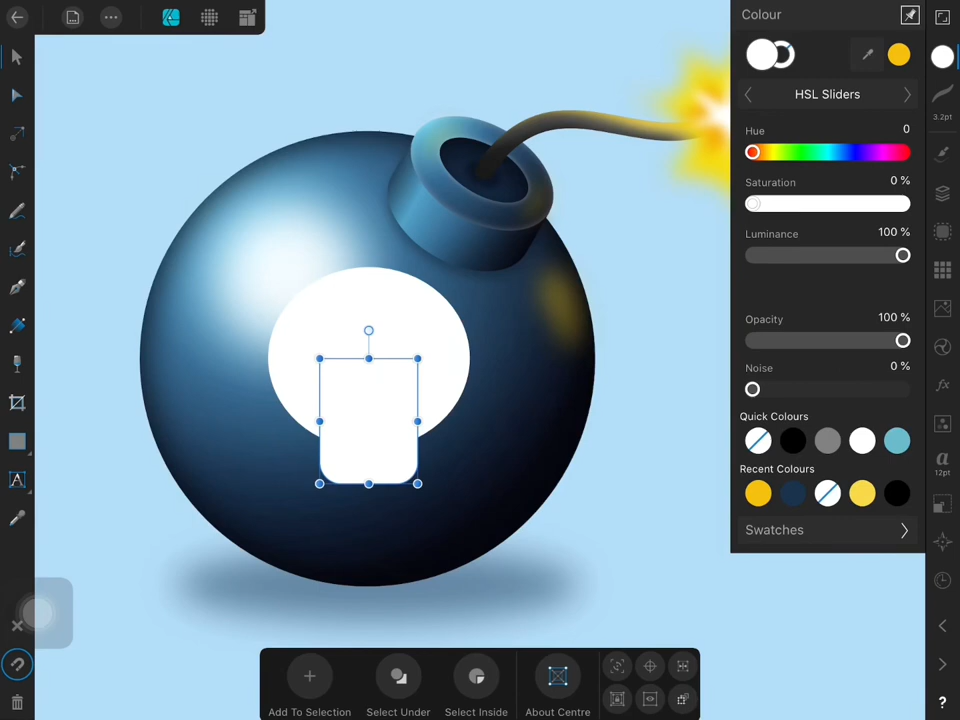 Colour
HSL Sliders
Hue 0
Saturation 0 %
Luminance 100 %
Opacity 100 %
Noise 0 %
Quick Colours
Recent Colours
Swatches
3.2pt
fx
a
12pt
?
A
Add To Selection Select Under Select Inside About Centre